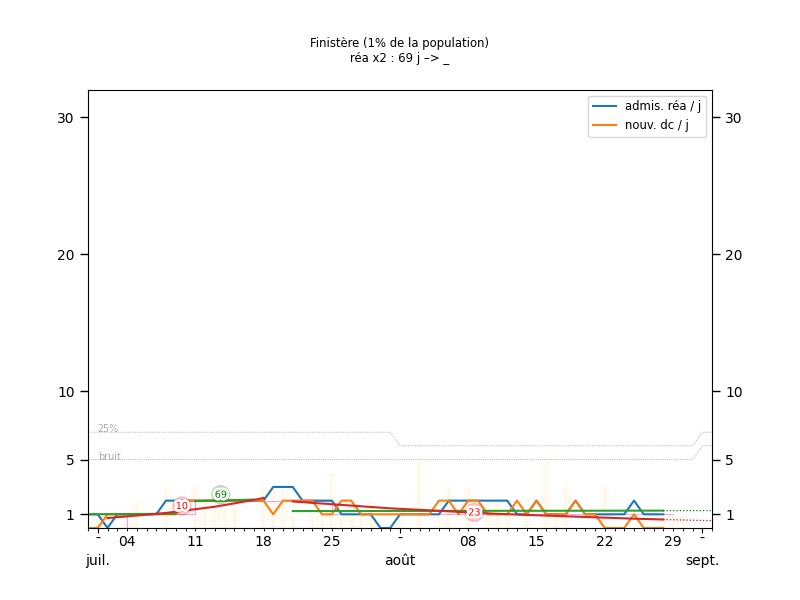 Finistère (1% de la population)
réa x2 : 69 j –> _
admis. réa / j
nouv. dc / j
30 30
20 20
10 10
25%
bruit
5 5
69
10
-23
1 1
- 04 11 18 25 - 08 15 22 29 -
juil. août sept.